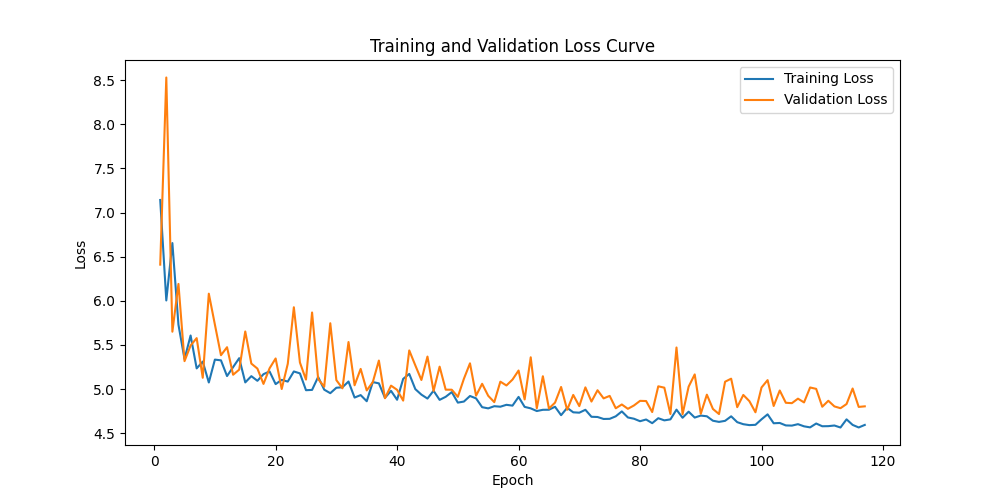 Training and Validation Loss Curve
Training Loss
Validation Loss
8.5
8.0
7.5
7.0
6.5
6.0
5.5
5.0
4.5
Loss
0 20 40 60 80 100 120
Epoch